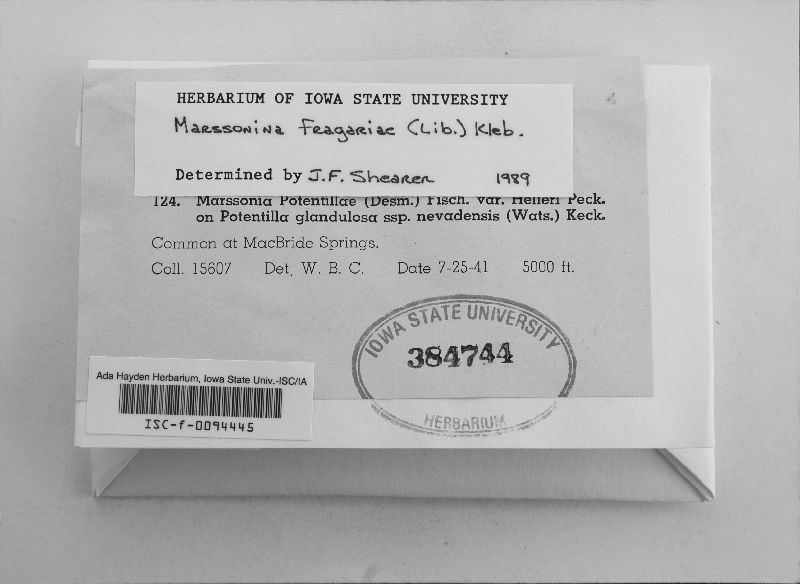 HERBARIUM OF IOWA STATE UNIVERSITY
Marssonina Fragariae (Lib.) Kleb.
Determined by J.F. Shearer 1989
124. Marssonia Potentillae (Desm.) Fisch. var. Helleri Peck.
on Potentilla glandulosa ssp. nevadensis (Wats.) Keck.
Common at MacBride Springs.
Coll. 15607 Det. W. B. C. Date 7-25-41 5000 ft.
IOWA STATE UNIVERSITY
384744
HERBARIUM
Ada Hayden Herbarium, Iowa State Univ.-ISC/IA
ISC-f-0094445